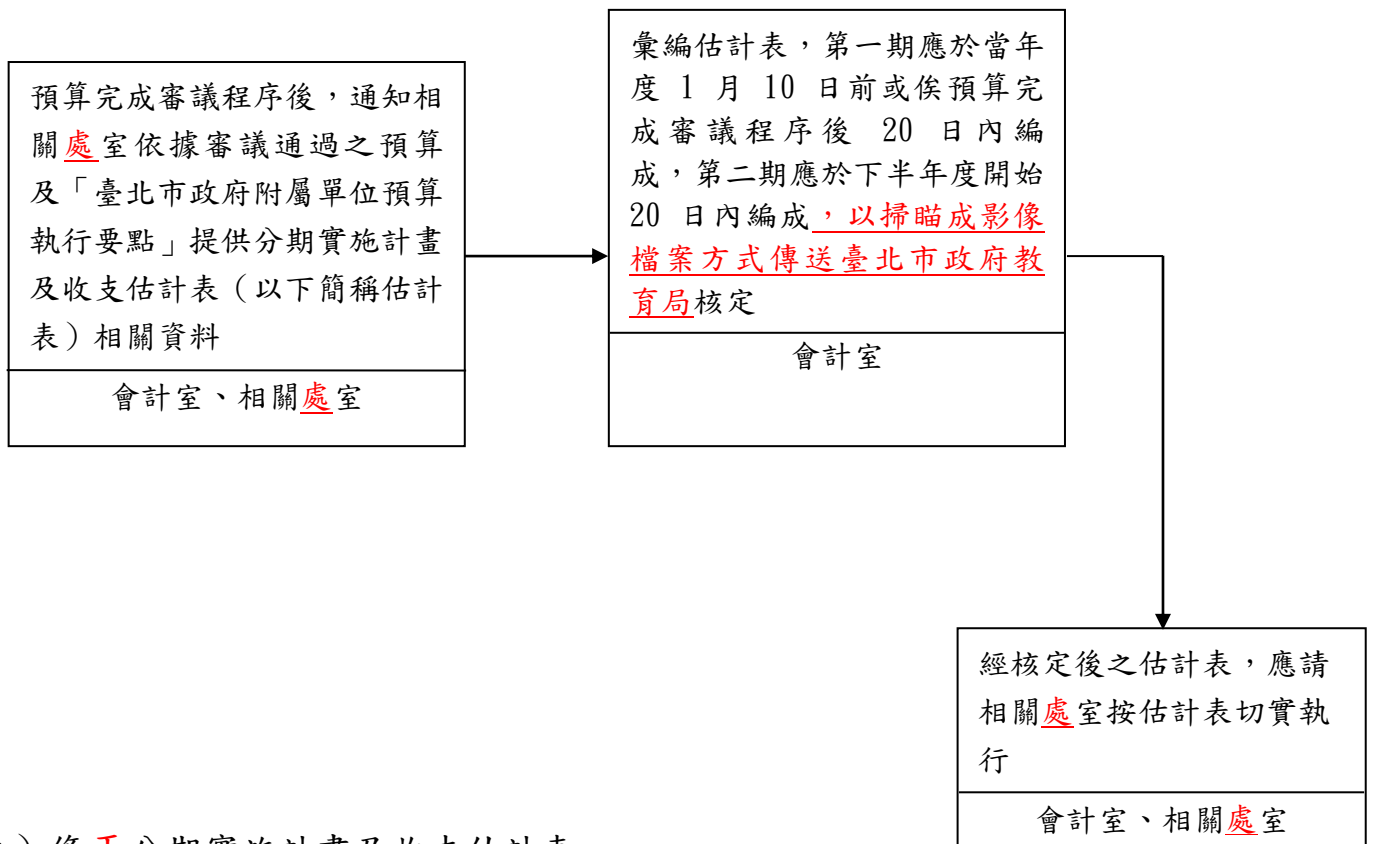 預算完成審議程序後，通知相
關處室依據審議通過之預算
及「臺北市政府附屬單位預算
執行要點」提供分期實施計畫
及收支估計表（以下簡稱估計
表）相關資料
會計室、相關處室
彙編估計表，第一期應於當年
度 1 月 10 日前或俟預算完
成審議程序後 20 日內編
成，第二期應於下半年度開始
20 日內編成，以掃瞄成影像
檔案方式傳送臺北市政府教
育局核定
會計室
經核定後之估計表，應請
相關處室按估計表切實執
行
會計室、相關處室